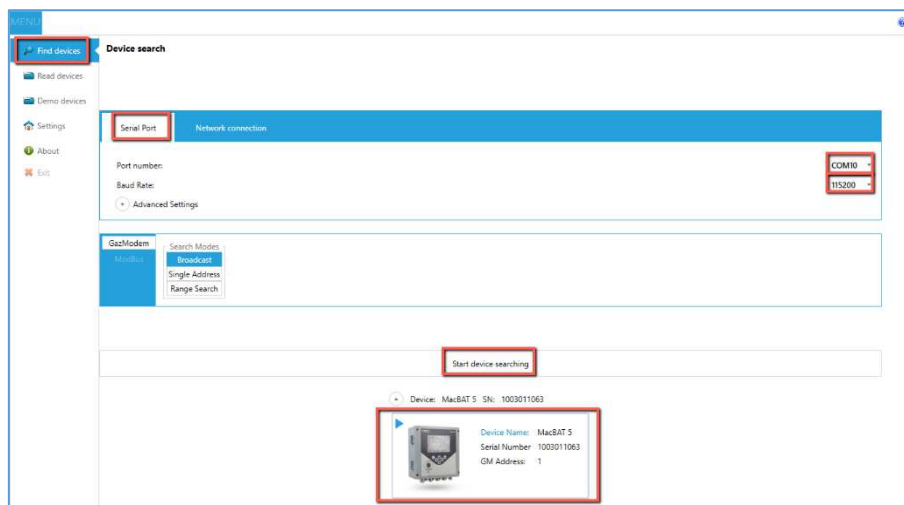 MENU
Find devices
Read devices
Demo devices
Settings
About
Exit
Device search
Serial Port
Network connection
Port number:
COM10
Baud Rate:
115200
Advanced Settings
GazModem
ModBus
Search Modes
Broadcast
Single Address
Range Search
Start device searching
Device: MacBAT 5 SN: 1003011063
Device Name: MacBAT 5
Serial Number 1003011063
GM Address: 1